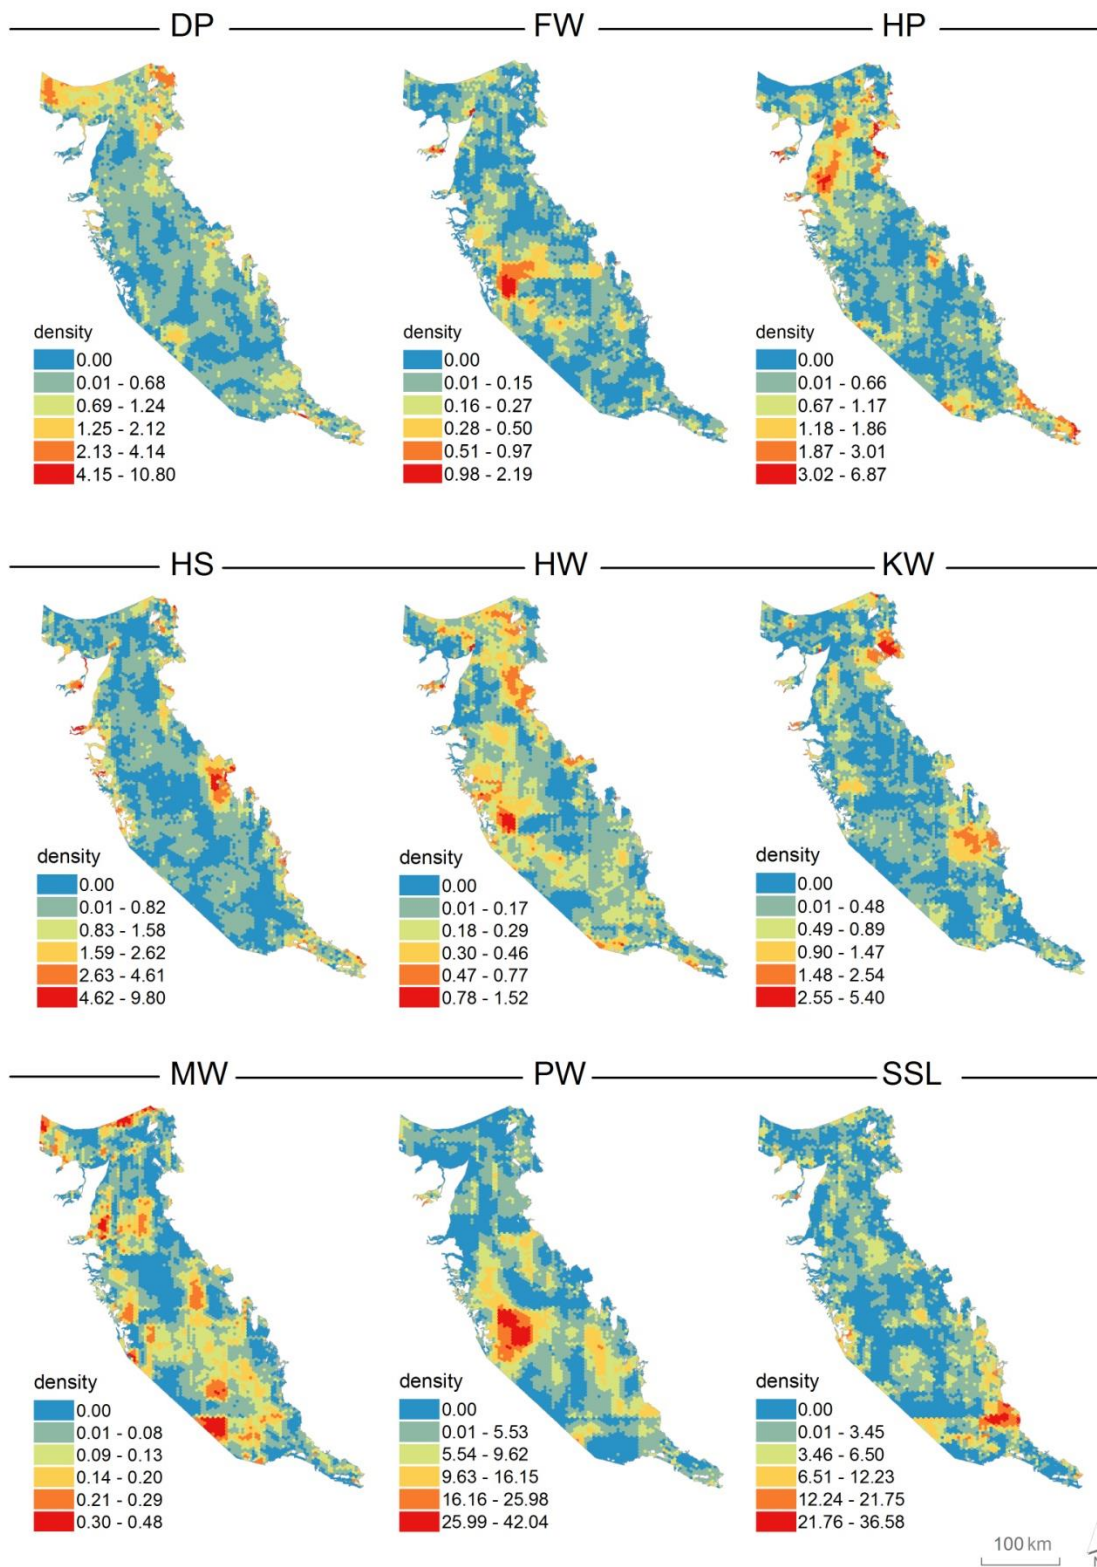 DP FW HP
density density density
0.00 0.00 0.00
0.01 - 0.68 0.01 - 0.15 0.01 - 0.66
0.69 - 1.24 0.16 - 0.27 0.67 - 1.17
1.25 - 2.12 0.28 - 0.50 1.18 - 1.86
2.13 - 4.14 0.51 - 0.97 1.87 - 3.01
4.15 - 10.80 0.98 - 2.19 3.02 - 6.87
HS HW KW
density density density
0.00 0.00 0.00
0.01 - 0.82 0.01 - 0.17 0.01 - 0.48
0.83 - 1.58 0.18 - 0.29 0.49 - 0.89
1.59 - 2.62 0.30 - 0.46 0.90 - 1.47
2.63 - 4.61 0.47 - 0.77 1.48 - 2.54
4.62 - 9.80 0.78 - 1.52 2.55 - 5.40
MW PW SSL
density density density
0.00 0.00 0.00
0.01 - 0.08 0.01 - 5.53 0.01 - 3.45
0.09 - 0.13 5.54 - 9.62 3.46 - 6.50
0.14 - 0.20 9.63 - 16.15 6.51 - 12.23
0.21 - 0.29 16.16 - 25.98 12.24 - 21.75
0.30 - 0.48 25.99 - 42.04 21.76 - 36.58
100 km